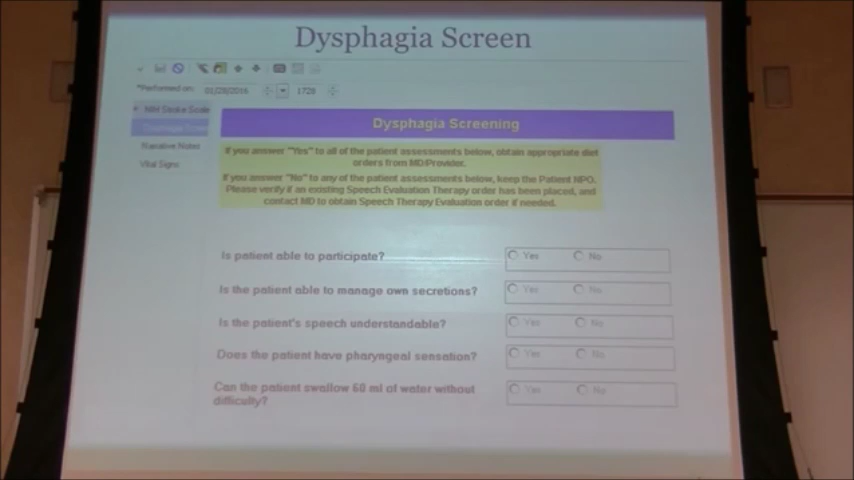 Dysphagia Screen
*Performed on: 01/28/2016 1728
NIH Stroke Scale
Narrative Notes
Vital Signs
Dysphagia Screening
If you answer "Yes" to all of the patient assessments below, obtain appropriate diet
orders from MD/Provider.
If you answer "No" to any of the patient assessments below, keep the Patient NPO.
Please verify if an existing Speech Evaluation Therapy order has been placed, and
contact MD to obtain Speech Therapy Evaluation order if needed.
Is patient able to participate? Yes No
Is the patient able to manage own secretions? Yes No
Is the patient's speech understandable? Yes No
Does the patient have pharyngeal sensation? Yes No
Can the patient swallow 60 ml of water without
difficulty? Yes No